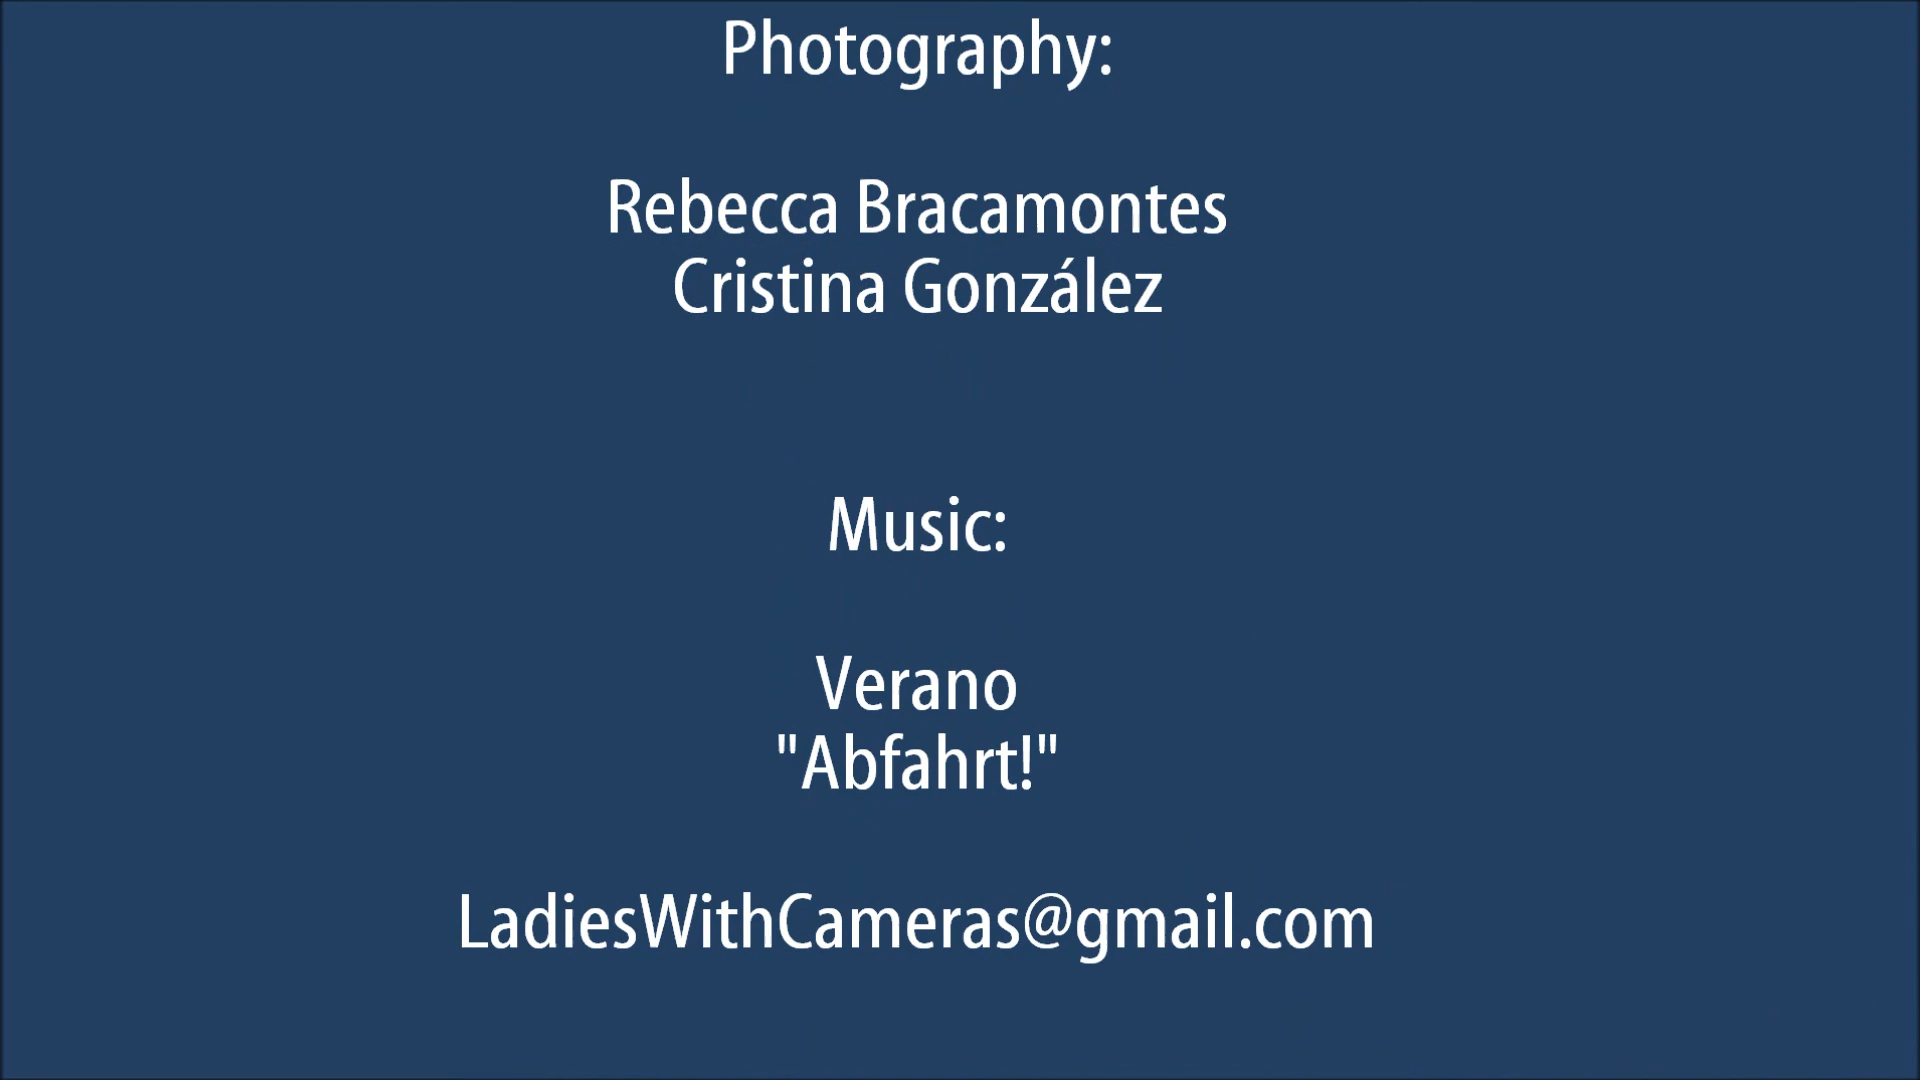 Photography:
Rebecca Bracamontes
Cristina González
Music:
Verano
"Abfahrt!"
LadiesWithCameras@gmail.com